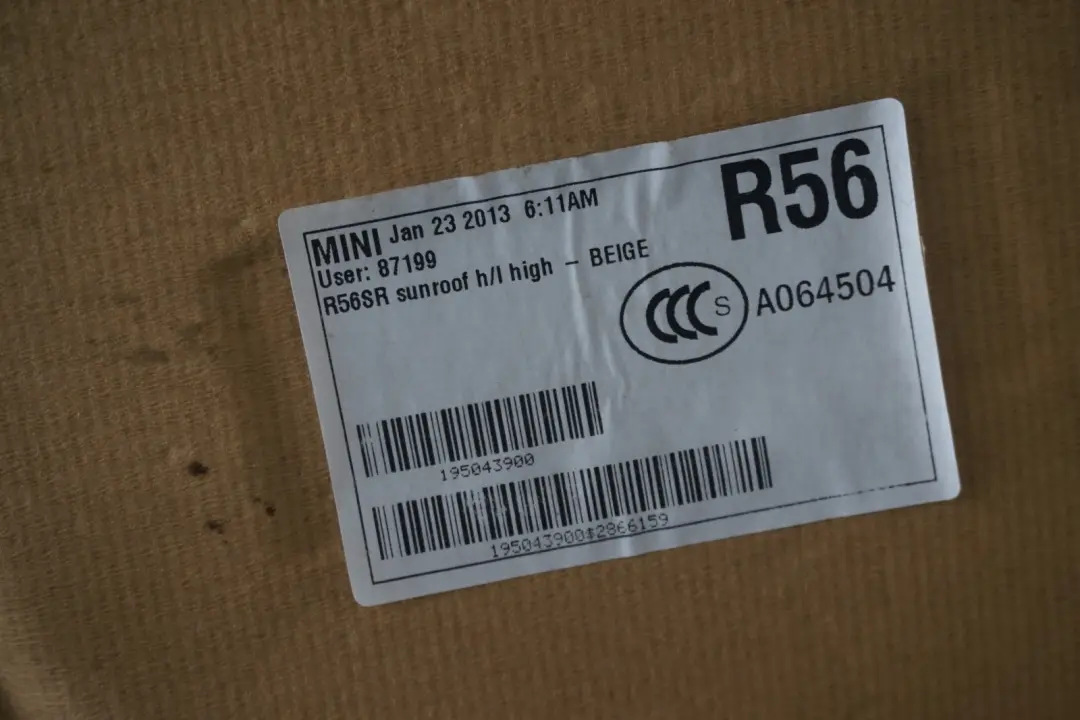 R56
MINI Jan 23 2013 6:11AM
User: 87199
R56SR sunroof h/l high – BEIGE
CCC S A064504
195043900
195043900$2866159